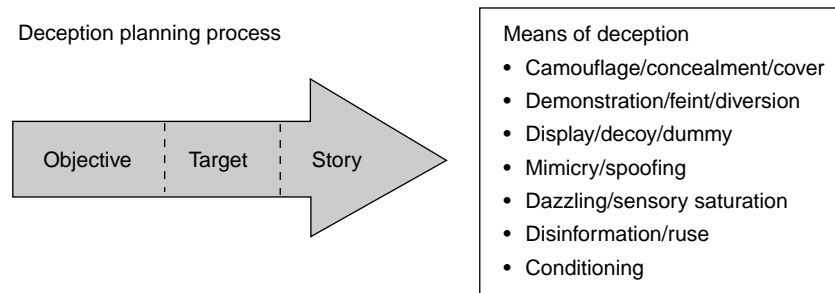 Deception planning process
Objective
Target
Story
Means of deception
• Camouflage/concealment/cover
• Demonstration/feint/diversion
• Display/decoy/dummy
• Mimicry/spoofing
• Dazzling/sensory saturation
• Disinformation/ruse
• Conditioning